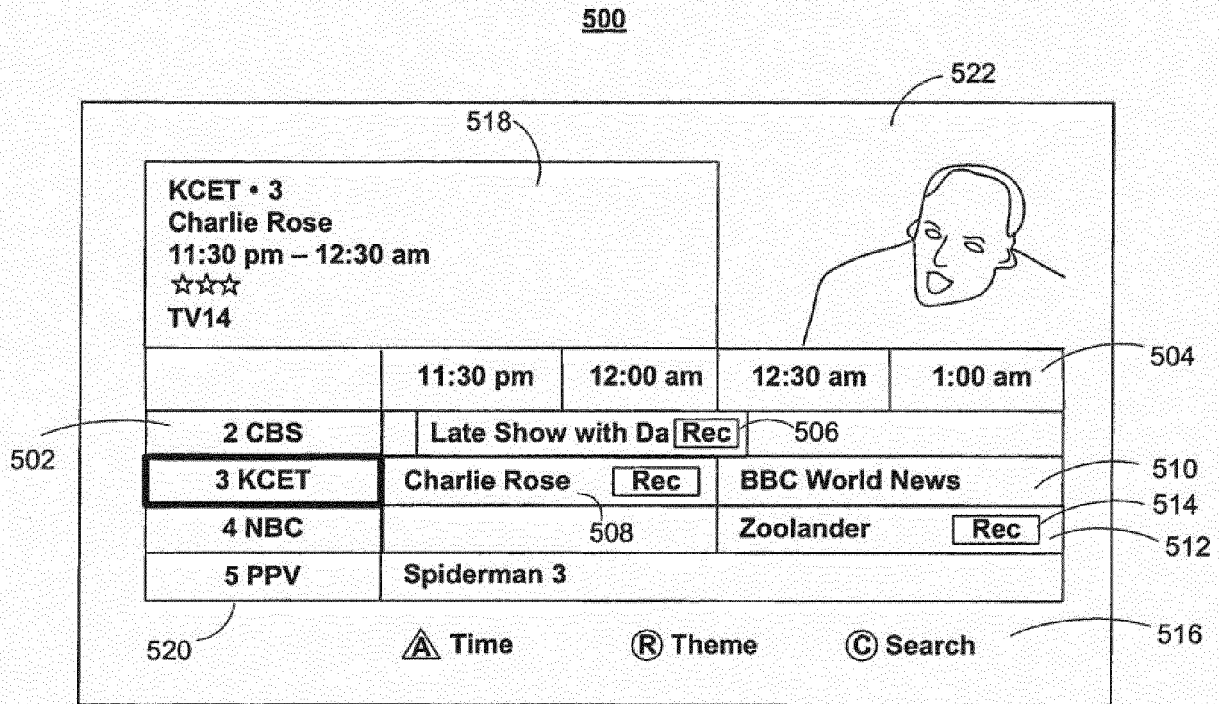 500
522
518
KCET • 3
Charlie Rose
11:30 pm – 12:30 am
☆☆☆
TV14
11:30 pm 12:00 am 12:30 am 1:00 am 504
502 2 CBS Late Show with Da Rec 506
3 KCET Charlie Rose Rec BBC World News 510
4 NBC 508 Zoolander Rec 514
512
5 PPV Spiderman 3
520 A Time R Theme C Search 516